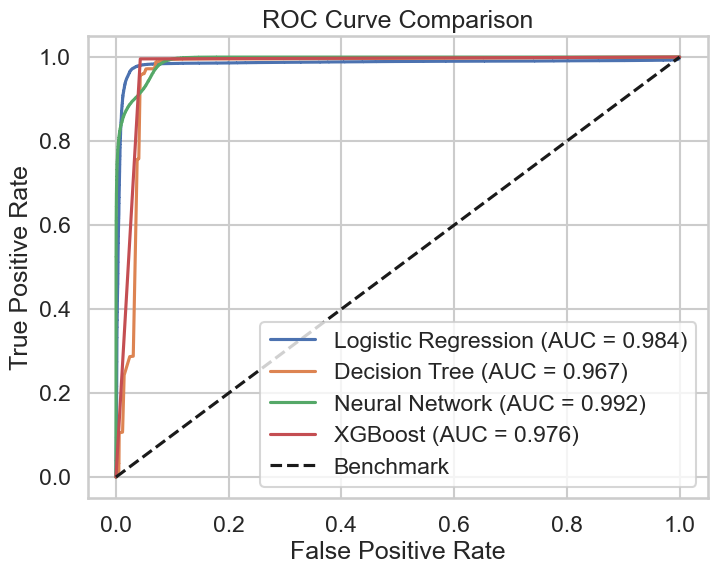 ROC Curve Comparison
1.0
0.8
0.6
0.4
0.2
0.0
True Positive Rate
Logistic Regression (AUC = 0.984)
Decision Tree (AUC = 0.967)
Neural Network (AUC = 0.992)
XGBoost (AUC = 0.976)
Benchmark
0.0 0.2 0.4 0.6 0.8 1.0
False Positive Rate